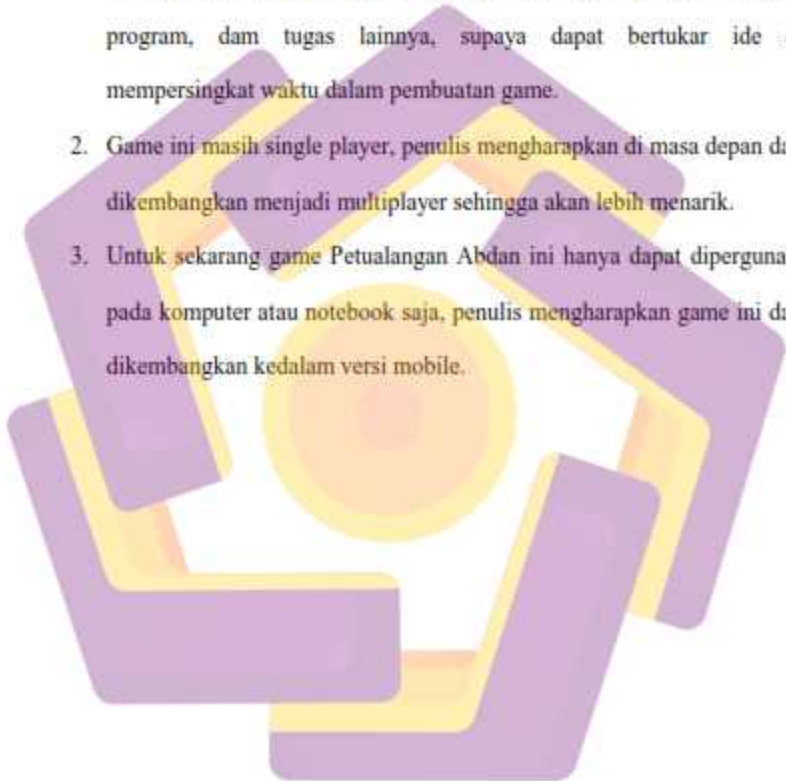 program, dam tugas lainnya, supaya dapat bertukar ide
mempersingkat waktu dalam pembuatan game.
2. Game ini masih single player, penulis mengharapkan di masa depan
dikembangkan menjadi multiplayer sehingga akan lebih menarik.
3. Untuk sekarang game Petualangan Abdan ini hanya dapat
pada komputer atau notebook saja, penulis mengharapkan game ini
dikembangkan kedalam versi mobile.